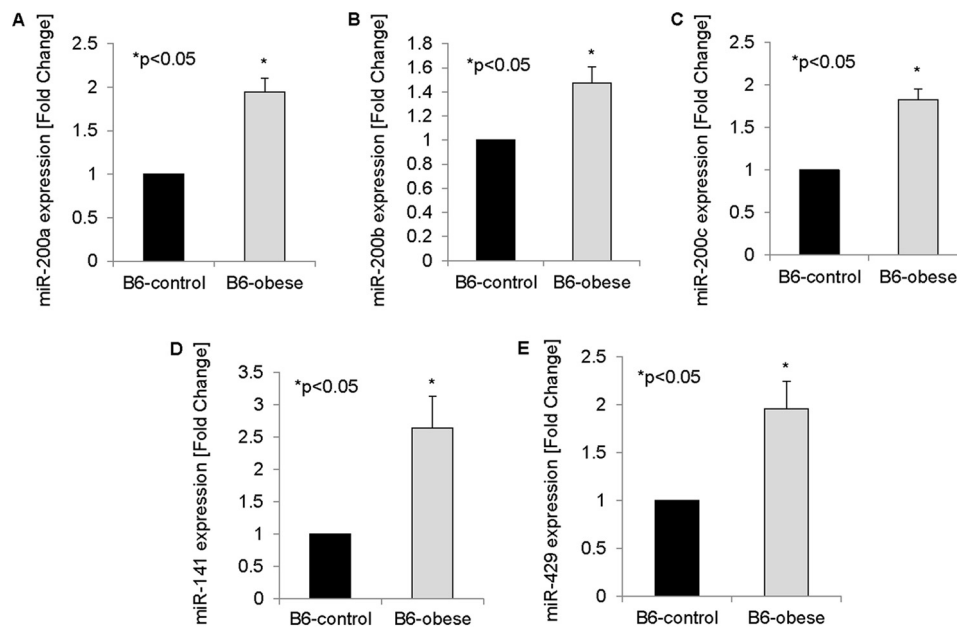 A
miR-200a expression [Fold Change]
2.5
2
1.5
1
0.5
0
*p<0.05
*
B6-control B6-obese
B
miR-200b expression [Fold Change]
1.8
1.6
1.4
1.2
1
0.8
0.6
0.4
0.2
0
*p<0.05
*
B6-control B6-obese
C
miR-200c expression [Fold Change]
2.5
2
1.5
1
0.5
0
*p<0.05
*
B6-control B6-obese
D
miR-141 expression [Fold Change]
3.5
3
2.5
2
1.5
1
0.5
0
*p<0.05
*
B6-control B6-obese
E
miR-429 expression [Fold Change]
2.5
2
1.5
1
0.5
0
*p<0.05
*
B6-control B6-obese